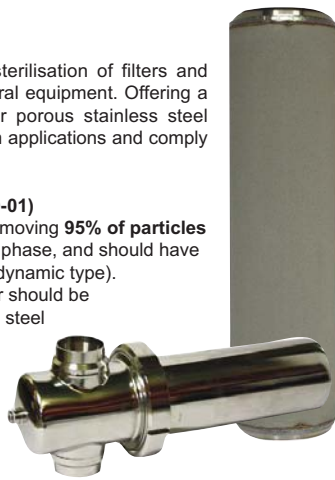 sterilisation of filters and
ral equipment. Offering a
r porous stainless steel
n applications and comply
-01)
moving 95% of particles
phase, and should have
dynamic type).
r should be
steel